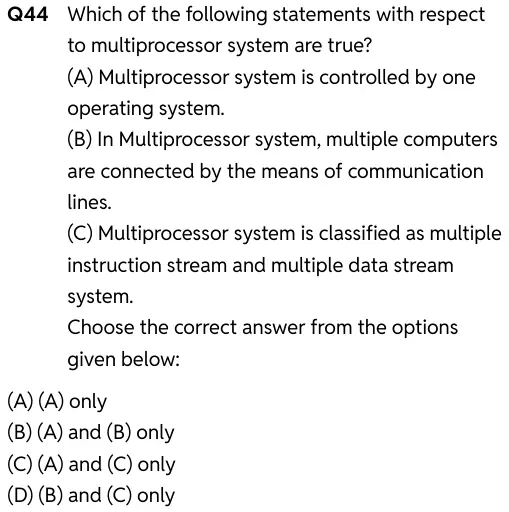 Q44 Which of the following statements with respect
to multiprocessor system are true?
(A) Multiprocessor system is controlled by one
operating system.
(B) In Multiprocessor system, multiple computers
are connected by the means of communication
lines.
(C) Multiprocessor system is classified as multiple
instruction stream and multiple data stream
system.
Choose the correct answer from the options
given below:
(A) (A) only
(B) (A) and (B) only
(C) (A) and (C) only
(D) (B) and (C) only